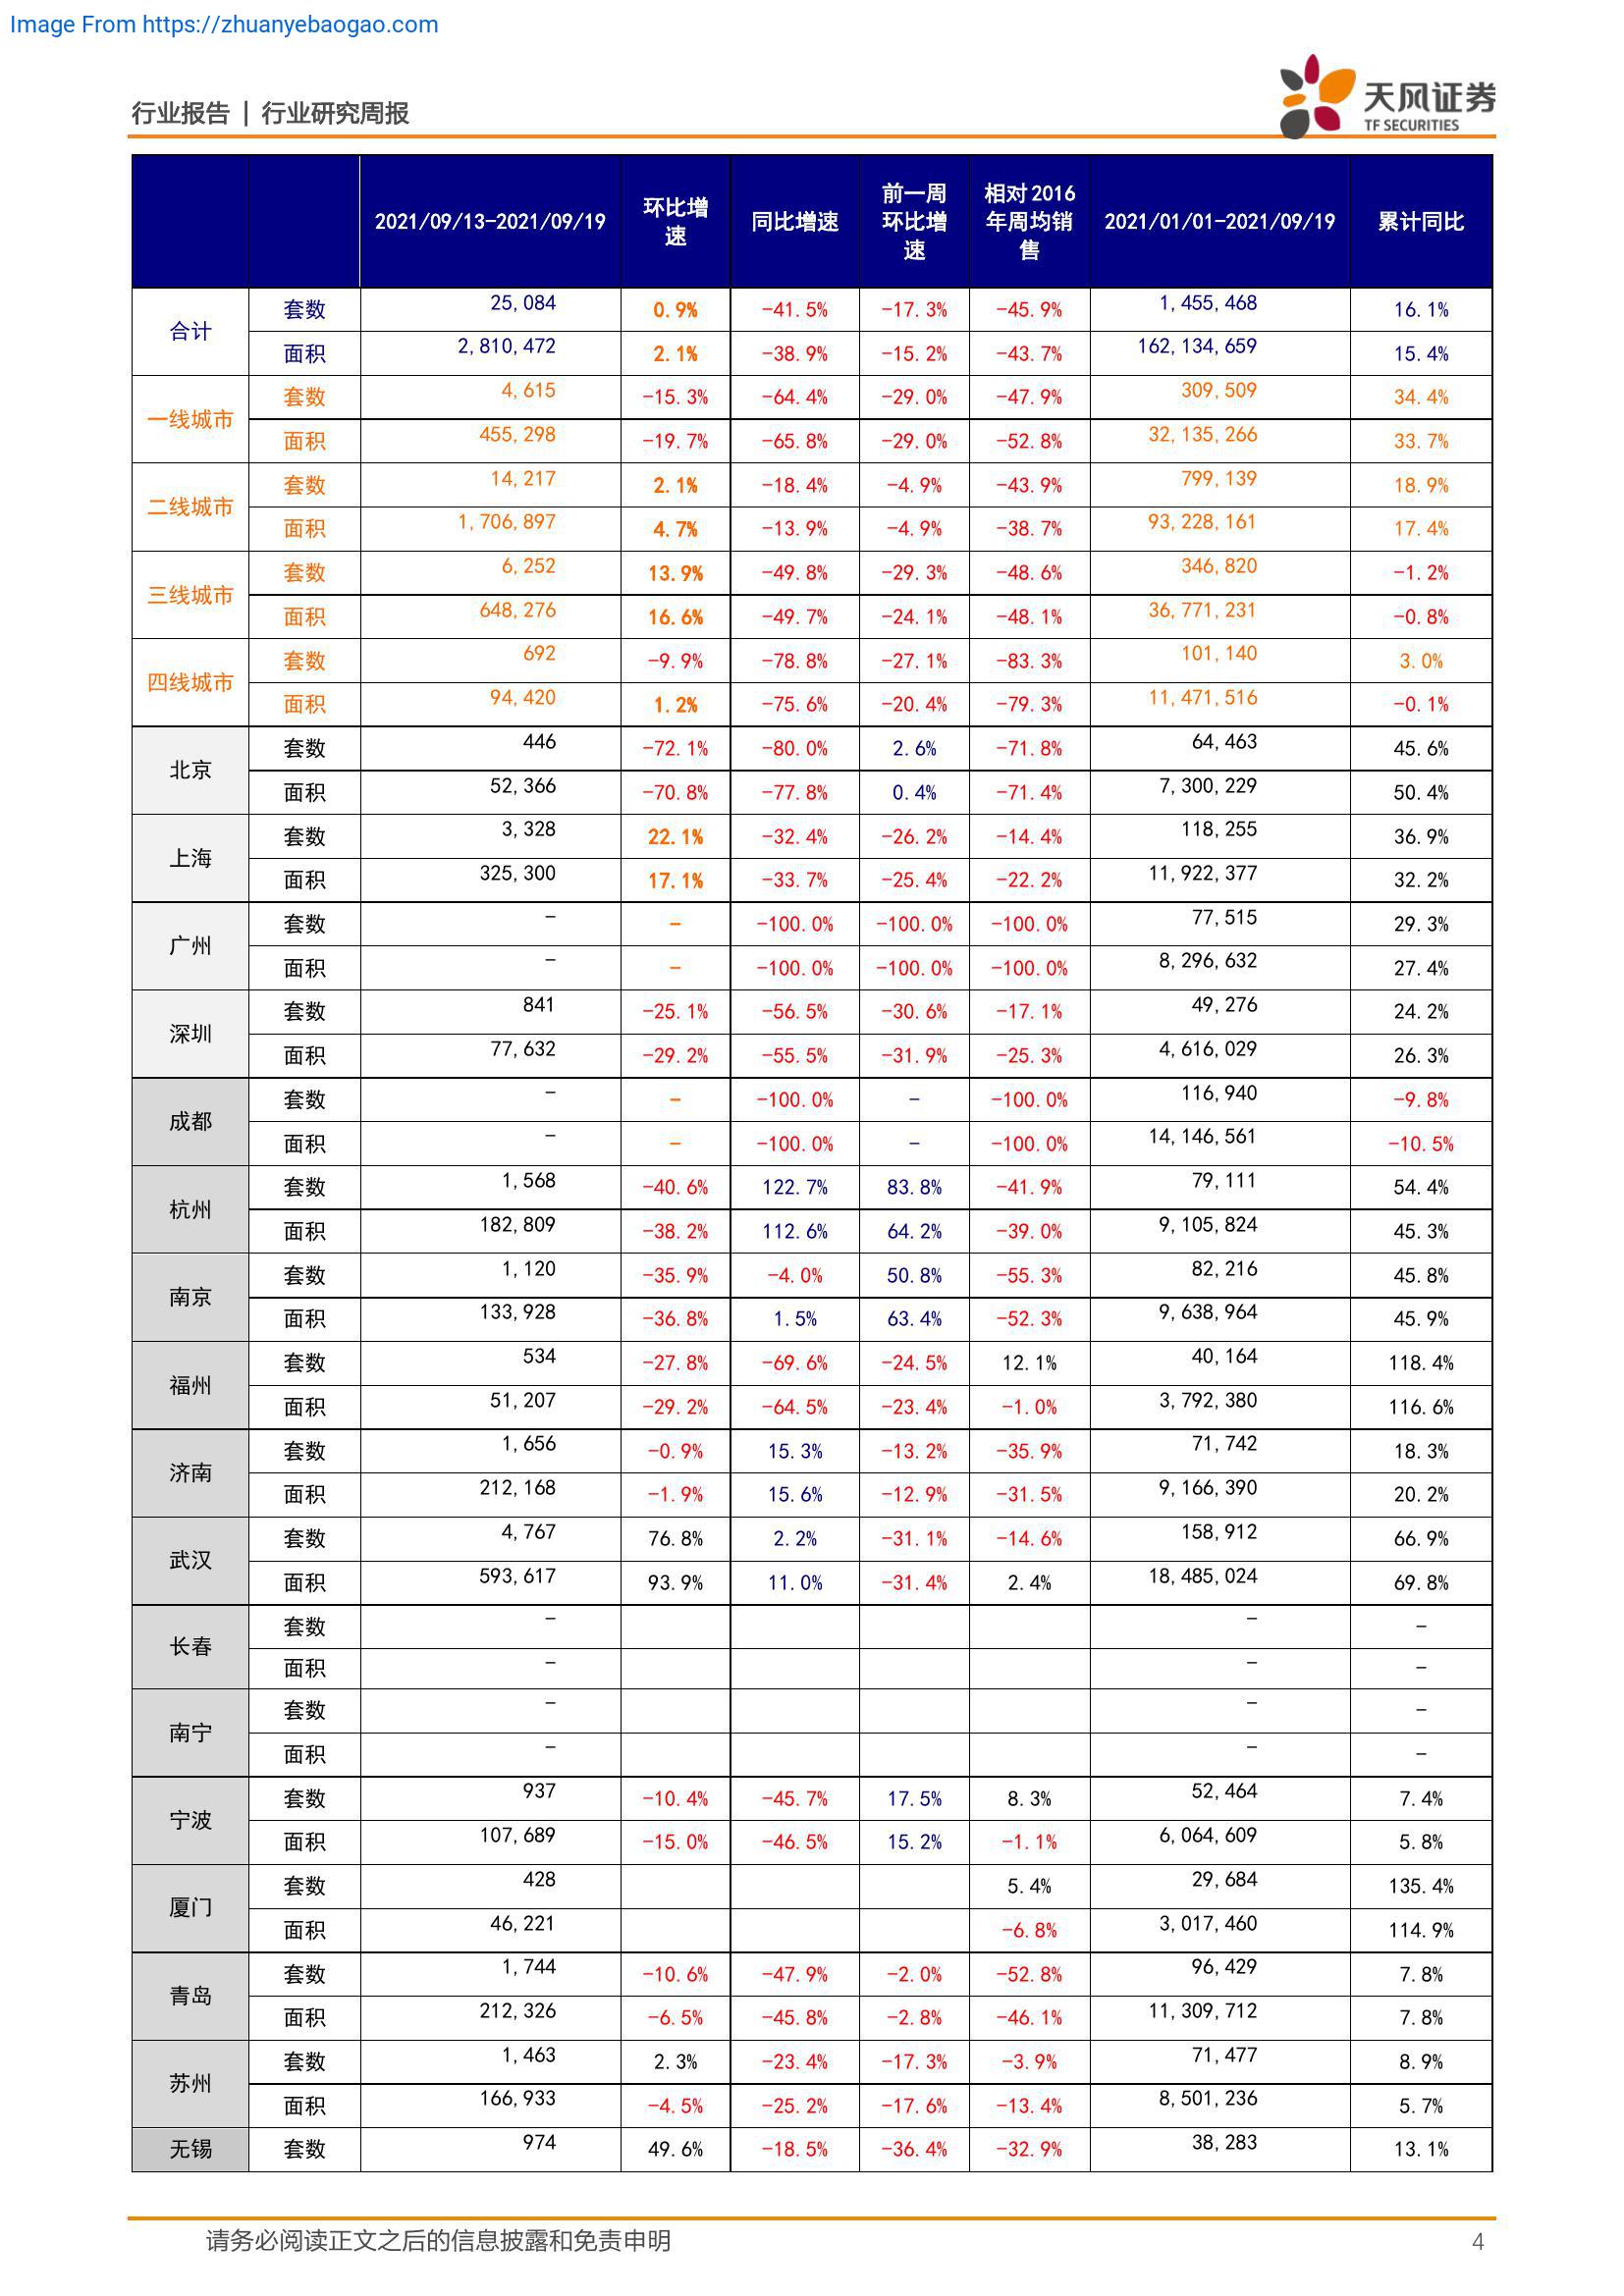 Image From https://zhuanyebaogao.com
行业报告 | 行业研究周报
天风证券
TF SECURITIES
2021/09/13-2021/09/19 环比增速 同比增速 前一周环比增速 相对2016年周均销售 2021/01/01-2021/09/19 累计同比
合计 套数 25,084 0.9% -41.5% -17.3% -45.9% 1,455,468 16.1%
面积 2,810,472 2.1% -38.9% -15.2% -43.7% 162,134,659 15.4%
一线城市 套数 4,615 -15.3% -64.4% -29.0% -47.9% 309,509 34.4%
面积 455,298 -19.7% -65.8% -29.0% -52.8% 32,135,266 33.7%
二线城市 套数 14,217 2.1% -18.4% -4.9% -43.9% 799,139 18.9%
面积 1,706,897 4.7% -13.9% -4.9% -38.7% 93,228,161 17.4%
三线城市 套数 6,252 13.9% -49.8% -29.3% -48.6% 346,820 -1.2%
面积 648,276 16.6% -49.7% -24.1% -48.1% 36,771,231 -0.8%
四线城市 套数 692 -9.9% -78.8% -27.1% -83.3% 101,140 3.0%
面积 94,420 1.2% -75.6% -20.4% -79.3% 11,471,516 -0.1%
北京 套数 446 -72.1% -80.0% 2.6% -71.8% 64,463 45.6%
面积 52,366 -70.8% -77.8% 0.4% -71.4% 7,300,229 50.4%
上海 套数 3,328 22.1% -32.4% -26.2% -14.4% 118,255 36.9%
面积 325,300 17.1% -33.7% -25.4% -22.2% 11,922,377 32.2%
广州 套数 - - -100.0% -100.0% -100.0% 77,515 29.3%
面积 - - -100.0% -100.0% -100.0% 8,296,632 27.4%
深圳 套数 841 -25.1% -56.5% -30.6% -17.1% 49,276 24.2%
面积 77,632 -29.2% -55.5% -31.9% -25.3% 4,616,029 26.3%
成都 套数 - - -100.0% - -100.0% 116,940 -9.8%
面积 - - -100.0% - -100.0% 14,146,561 -10.5%
杭州 套数 1,568 -40.6% 122.7% 83.8% -41.9% 79,111 54.4%
面积 182,809 -38.2% 112.6% 64.2% -39.0% 9,105,824 45.3%
南京 套数 1,120 -35.9% -4.0% 50.8% -55.3% 82,216 45.8%
面积 133,928 -36.8% 1.5% 63.4% -52.3% 9,638,964 45.9%
福州 套数 534 -27.8% -69.6% -24.5% 12.1% 40,164 118.4%
面积 51,207 -29.2% -64.5% -23.4% -1.0% 3,792,380 116.6%
济南 套数 1,656 -0.9% 15.3% -13.2% -35.9% 71,742 18.3%
面积 212,168 -1.9% 15.6% -12.9% -31.5% 9,166,390 20.2%
武汉 套数 4,767 76.8% 2.2% -31.1% -14.6% 158,912 66.9%
面积 593,617 93.9% 11.0% -31.4% 2.4% 18,485,024 69.8%
长春 套数 - - -
面积 - - -
南宁 套数 - - -
面积 - - -
宁波 套数 937 -10.4% -45.7% 17.5% 8.3% 52,464 7.4%
面积 107,689 -15.0% -46.5% 15.2% -1.1% 6,064,609 5.8%
厦门 套数 428 5.4% 29,684 135.4%
面积 46,221 -6.8% 3,017,460 114.9%
青岛 套数 1,744 -10.6% -47.9% -2.0% -52.8% 96,429 7.8%
面积 212,326 -6.5% -45.8% -2.8% -46.1% 11,309,712 7.8%
苏州 套数 1,463 2.3% -23.4% -17.3% -3.9% 71,477 8.9%
面积 166,933 -4.5% -25.2% -17.6% -13.4% 8,501,236 5.7%
无锡 套数 974 49.6% -18.5% -36.4% -32.9% 38,283 13.1%
请务必阅读正文之后的信息披露和免责申明 4